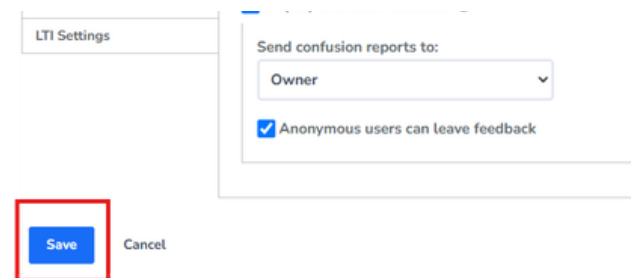 LTI Settings
Send confusion reports to:
Owner
Anonymous users can leave feedback
Save
Cancel